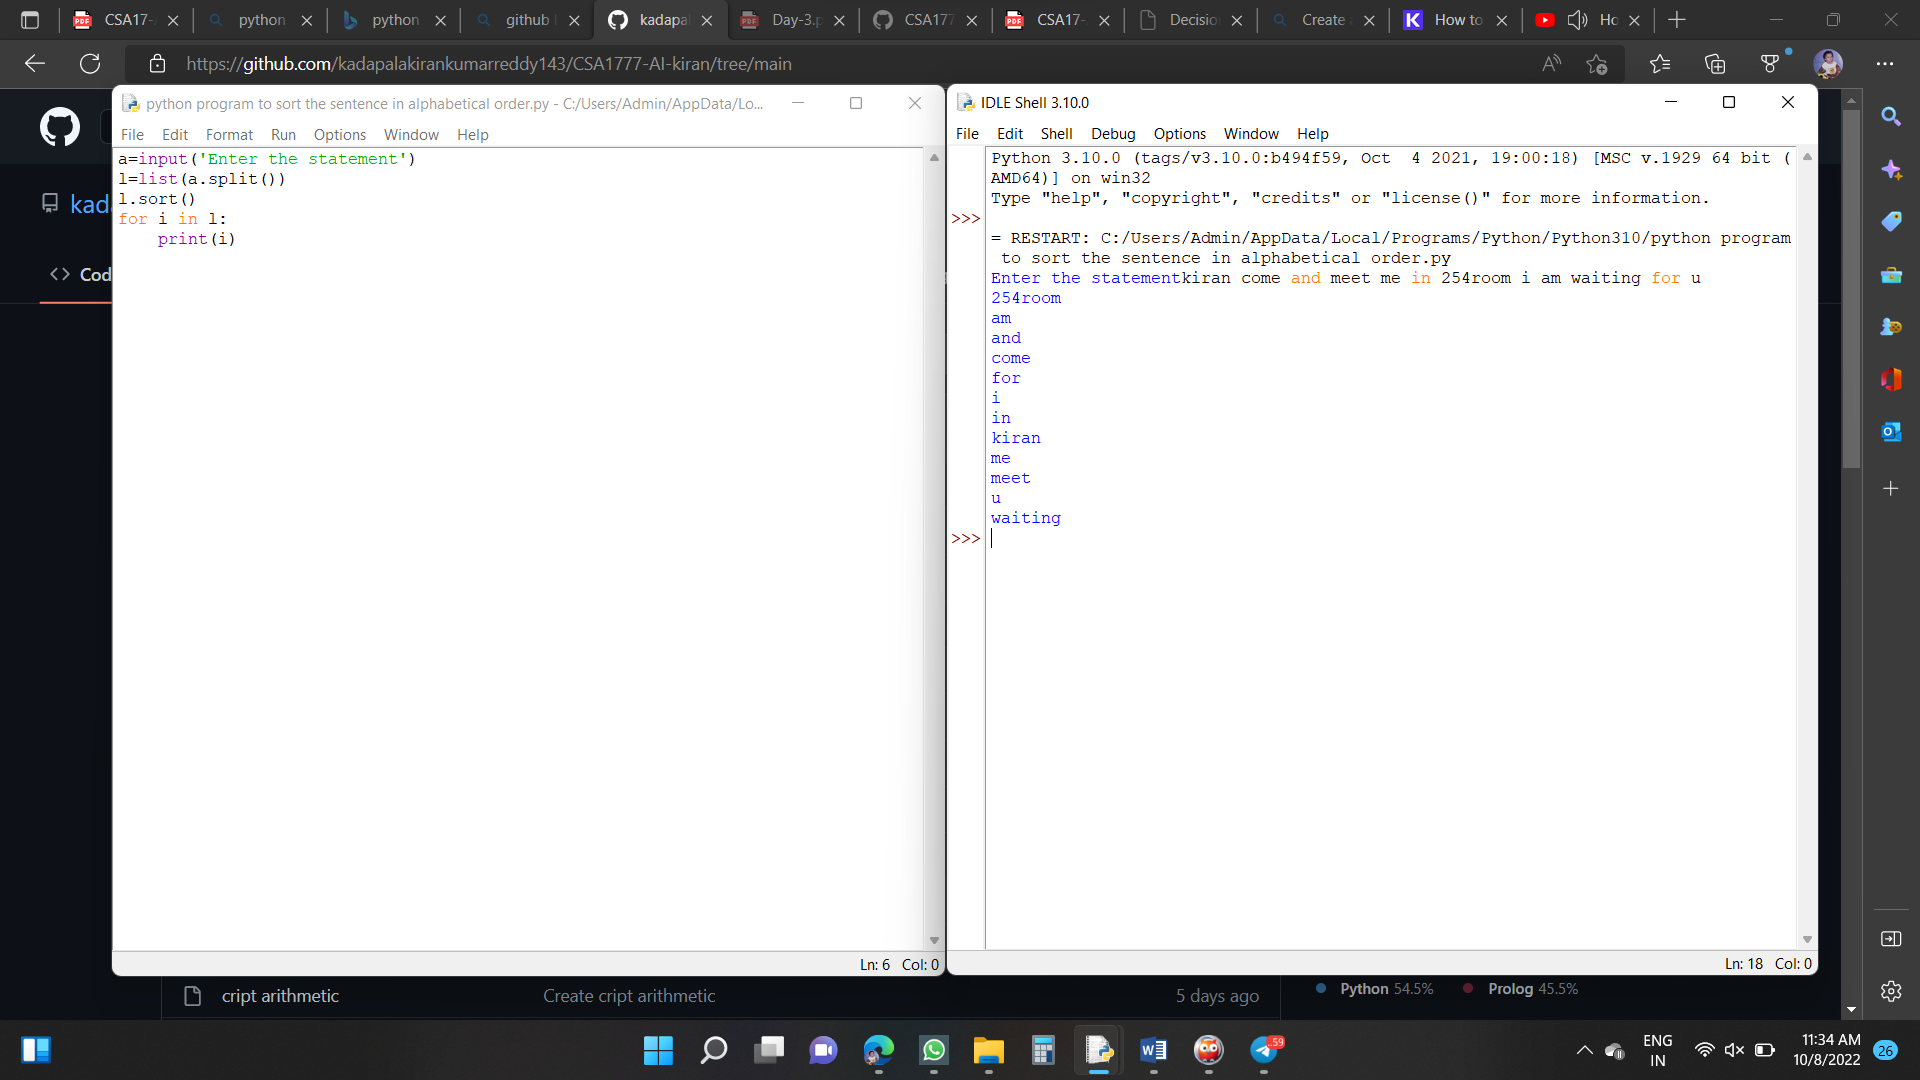 CSA17-
python
python
github
kadapal
Day-3.p
CSA177
CSA17-
Decisio
Create
How to
Ho
https://github.com/kadapalakirankumarreddy143/CSA1777-AI-kiran/tree/main
python program to sort the sentence in alphabetical order.py - C:/Users/Admin/AppData/Lo...
File Edit Format Run Options Window Help
a=input('Enter the statement')
l=list(a.split())
l.sort()
for i in l:
    print(i)
Ln: 6 Col: 0
kad
<> Cod
IDLE Shell 3.10.0
File Edit Shell Debug Options Window Help
Python 3.10.0 (tags/v3.10.0:b494f59, Oct  4 2021, 19:00:18) [MSC v.1929 64 bit (
AMD64)] on win32
Type "help", "copyright", "credits" or "license()" for more information.
>>>
= RESTART: C:/Users/Admin/AppData/Local/Programs/Python/Python310/python program
 to sort the sentence in alphabetical order.py
Enter the statementkiran come and meet me in 254room i am waiting for u
254room
am
and
come
for
i
in
kiran
me
meet
u
waiting
>>>
Ln: 18 Col: 0
cript arithmetic Create cript arithmetic 5 days ago
Python 54.5% Prolog 45.5%
59
ENG
IN
11:34 AM
10/8/2022
26